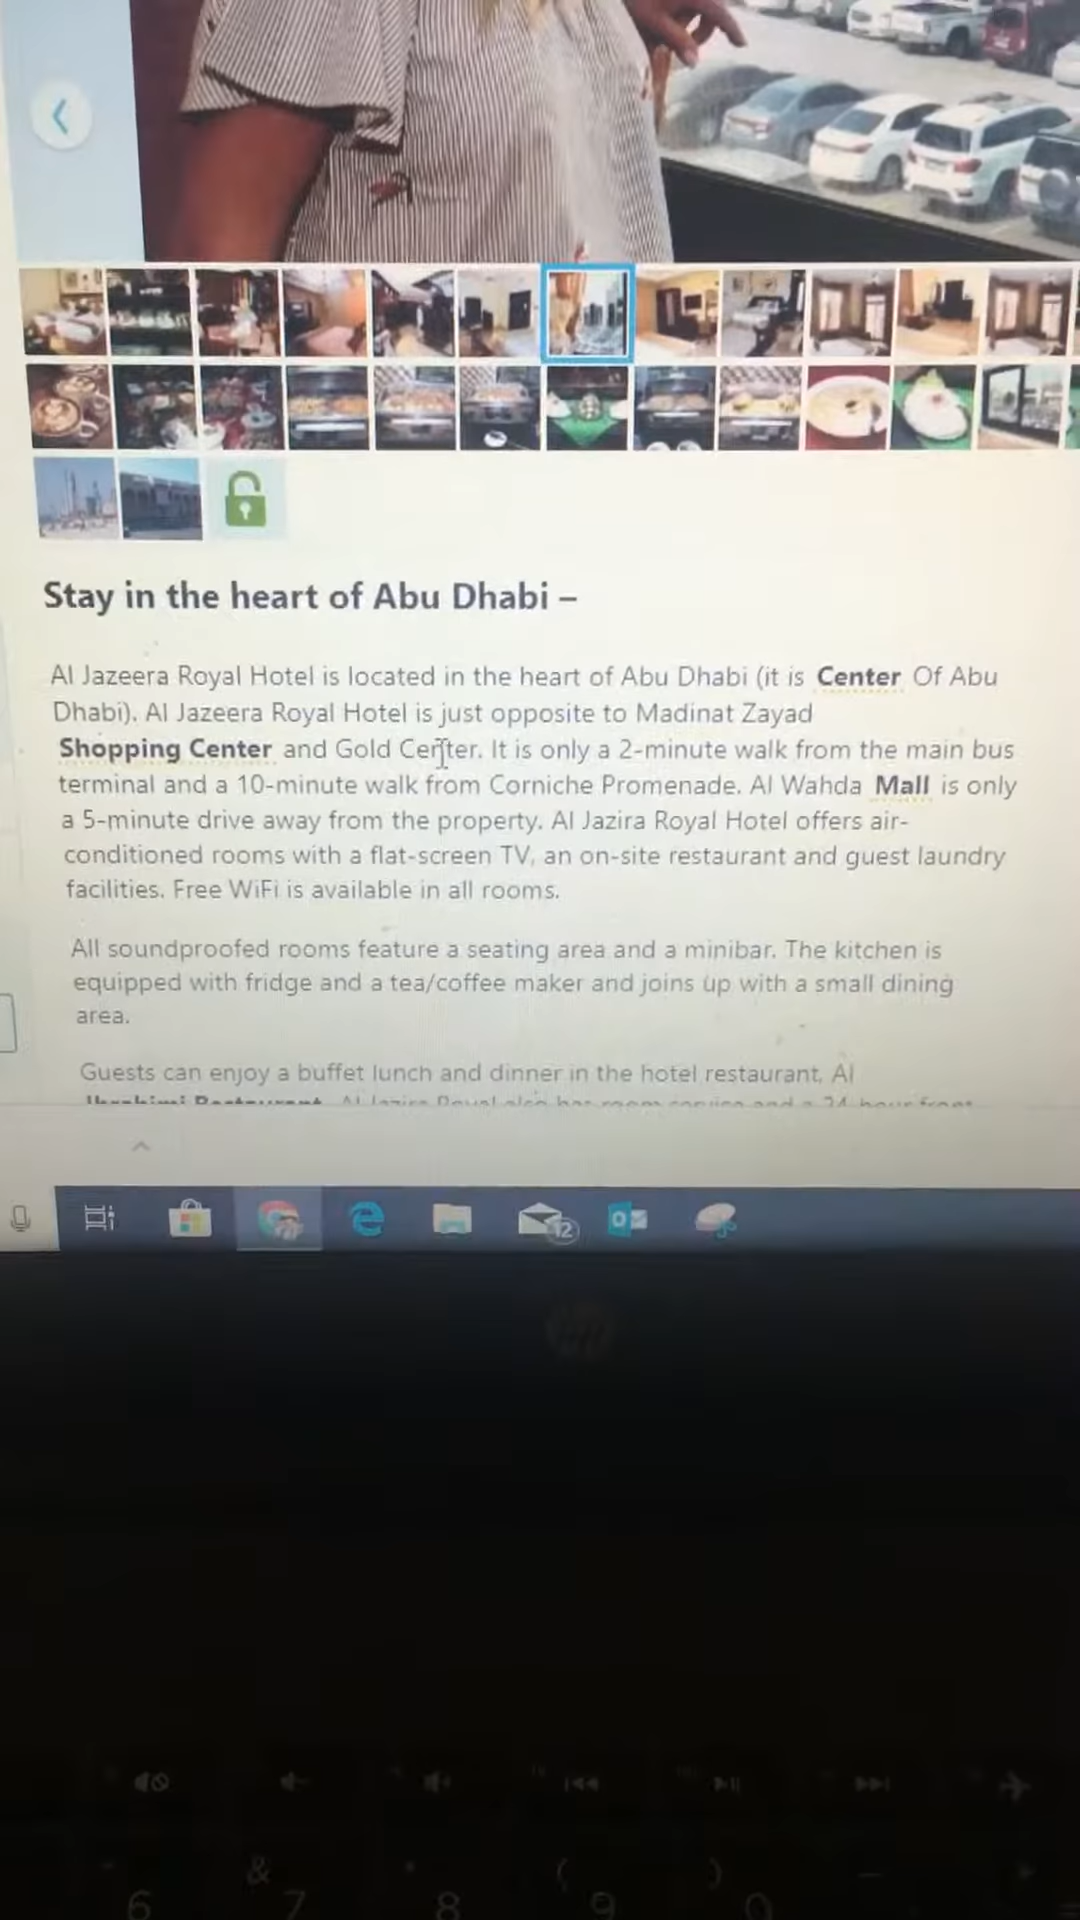 Stay in the heart of Abu Dhabi –
Al Jazeera Royal Hotel is located in the heart of Abu Dhabi (it is Center Of Abu
Dhabi). Al Jazeera Royal Hotel is just opposite to Madinat Zayad
Shopping Center and Gold Center. It is only a 2-minute walk from the main bus
terminal and a 10-minute walk from Corniche Promenade. Al Wahda Mall is only
a 5-minute drive away from the property. Al Jazira Royal Hotel offers air-
conditioned rooms with a flat-screen TV, an on-site restaurant and guest laundry
facilities. Free WiFi is available in all rooms.
All soundproofed rooms feature a seating area and a minibar. The kitchen is
equipped with fridge and a tea/coffee maker and joins up with a small dining
area.
Guests can enjoy a buffet lunch and dinner in the hotel restaurant, Al
12
&
6 7 8 9 0